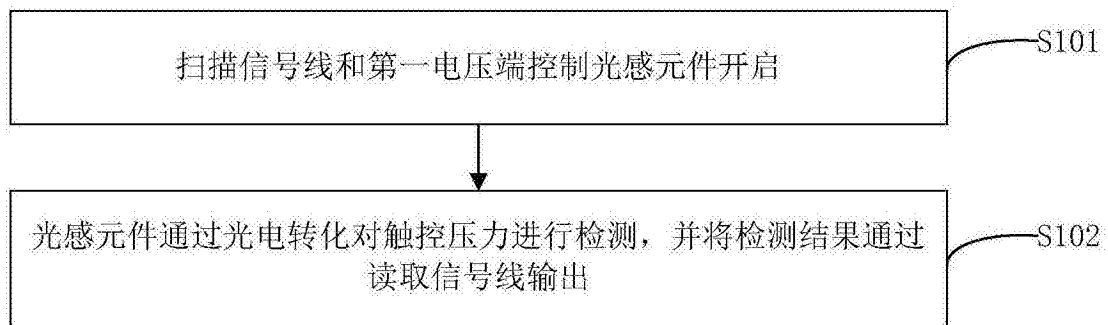 扫描信号线和第一电压端控制光感元件开启
S101
光感元件通过光电转化对触控压力进行检测，并将检测结果通过
读取信号线输出
S102